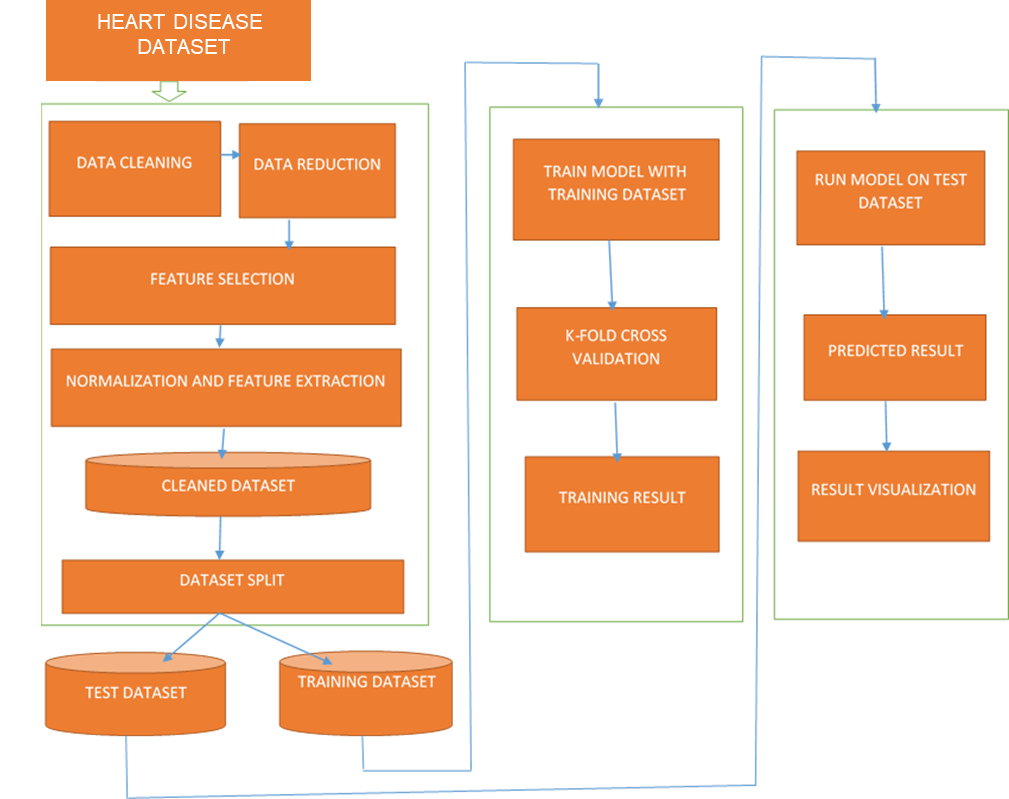 HEART DISEASE
DATASET
DATA CLEANING
DATA REDUCTION
FEATURE SELECTION
NORMALIZATION AND FEATURE EXTRACTION
CLEANED DATASET
DATASET SPLIT
TEST DATASET
TRAINING DATASET
TRAIN MODEL WITH
TRAINING DATASET
K-FOLD CROSS
VALIDATION
TRAINING RESULT
RUN MODEL ON TEST
DATASET
PREDICTED RESULT
RESULT VISUALIZATION